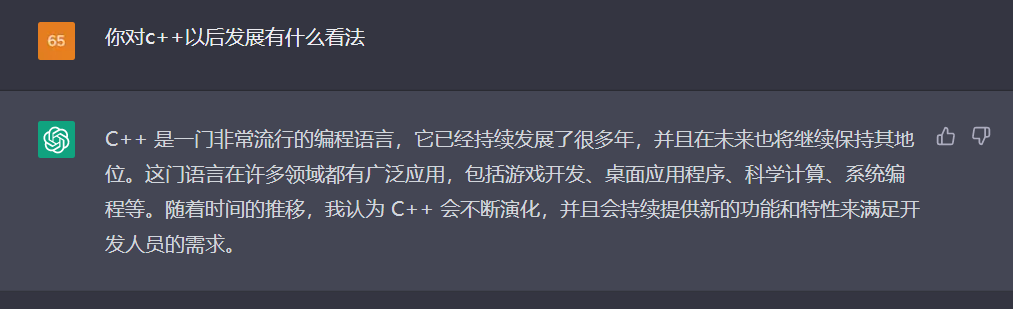 65
你对c++以后发展有什么看法
C++ 是一门非常流行的编程语言，它已经持续发展了很多年，并且在未来也将继续保持其地
位。这门语言在许多领域都有广泛应用，包括游戏开发、桌面应用程序、科学计算、系统编
程等。随着时间的推移，我认为 C++ 会不断演化，并且会持续提供新的功能和特性来满足开
发人员的需求。